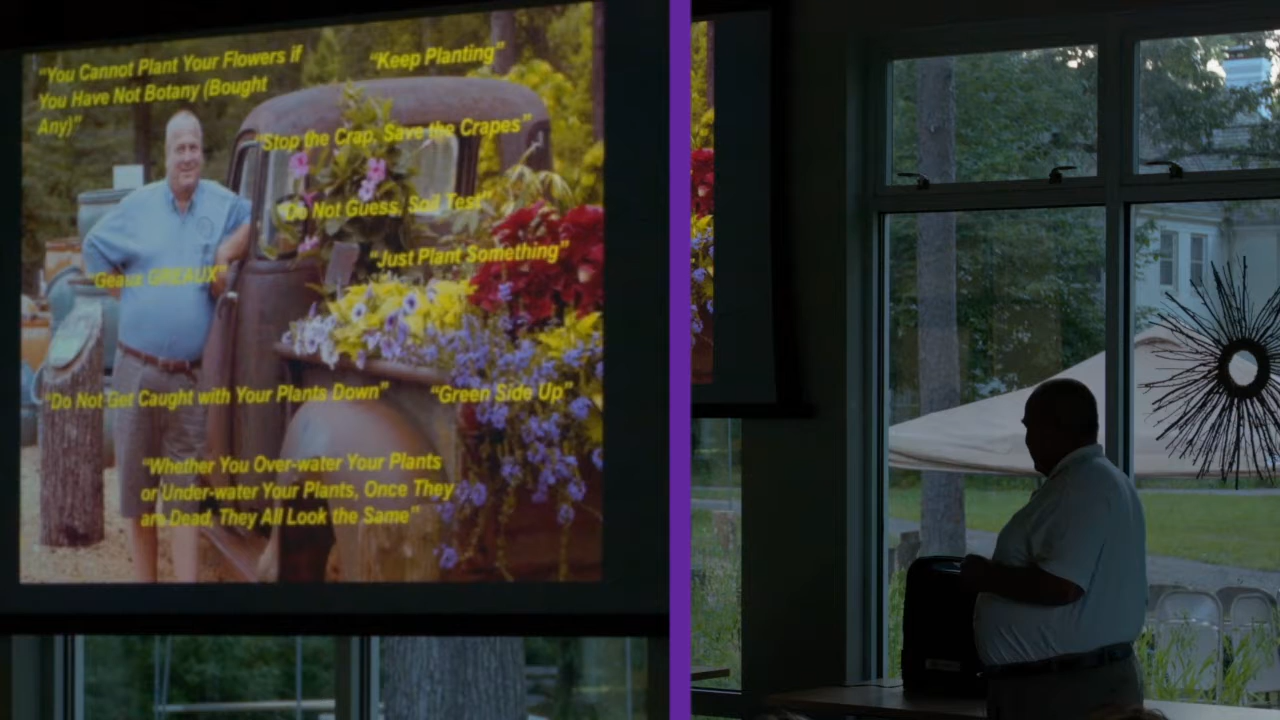 “You Cannot Plant Your Flowers if
You Have Not Botany (Bought
Any)”
“Keep Planting”
“Stop the Crap, Save the Crapes”
“Do Not Guess, Soil Test”
“Just Plant Something”
“Geaux GREAUX”
“Do Not Get Caught with Your Plants Down”
“Green Side Up”
“Whether You Over-water Your Plants
or Under-water Your Plants, Once They
are Dead, They All Look the Same”